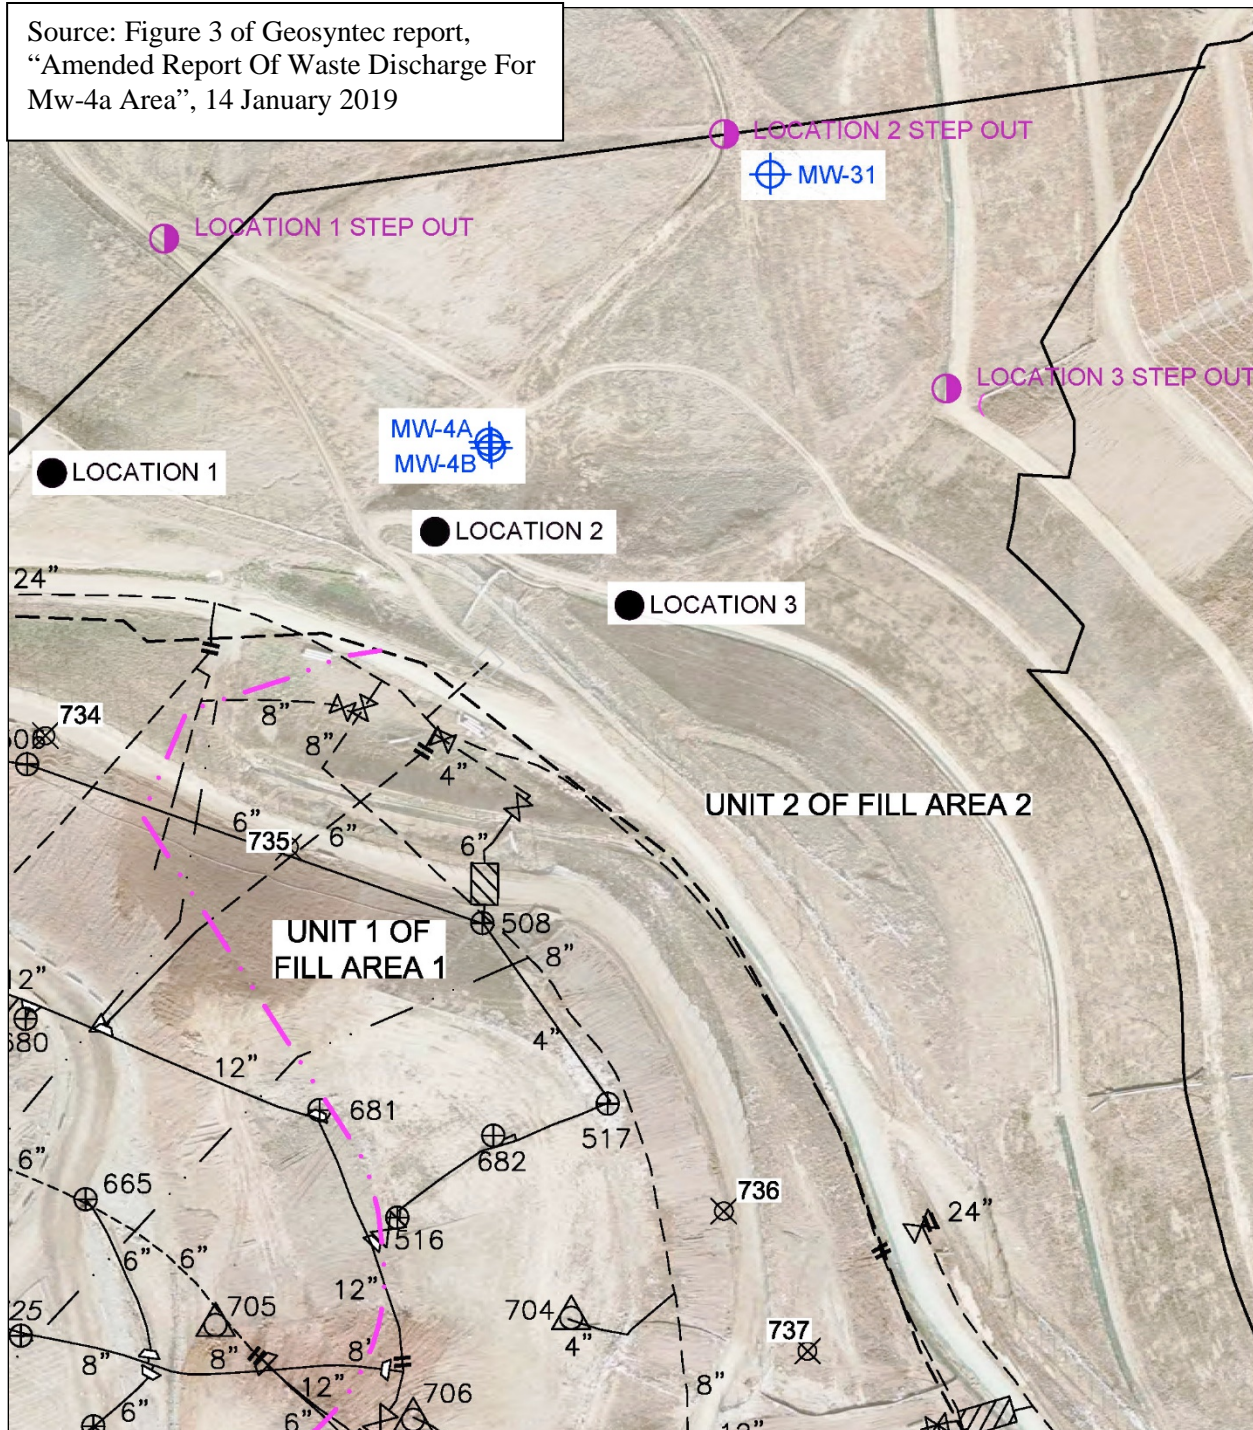 Source: Figure 3 of Geosyntec report,
“Amended Report Of Waste Discharge For
Mw-4a Area”, 14 January 2019
LOCATION 2 STEP OUT
MW-31
LOCATION 1 STEP OUT
LOCATION 3 STEP OUT
MW-4A
MW-4B
LOCATION 1
LOCATION 2
LOCATION 3
24”
734
8”
8”
4”
6”
735
6”
6”
UNIT 2 OF FILL AREA 2
508
UNIT 1 OF
FILL AREA 1
8”
12”
680
4”
12”
681
517
682
6”
665
736
516
24”
6”
6”
12”
705
704
4”
737
25
8”
8”
8’
12”
8”
706
6”
6”
12”